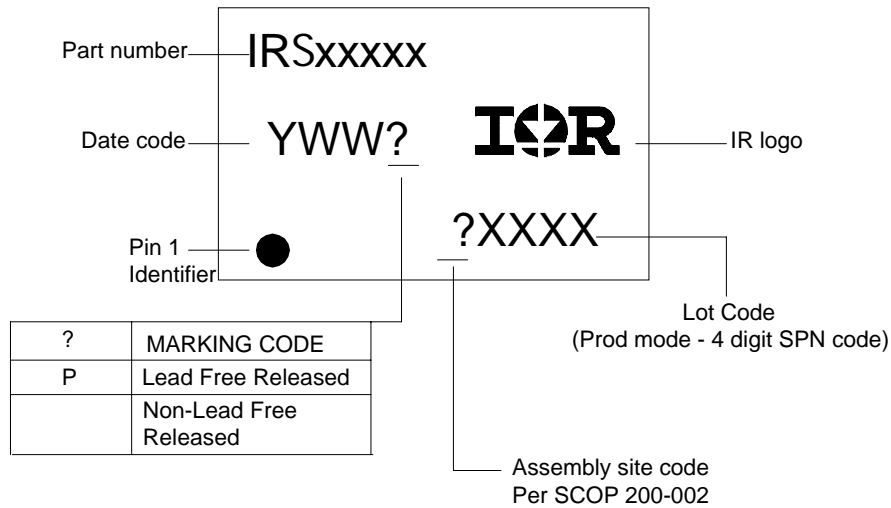 Part number
IRSxxxxx
Date code
YWW?
IOR
IR logo
?XXXX
Pin 1
Identifier
Lot Code
(Prod mode - 4 digit SPN code)
? MARKING CODE
P Lead Free Released
Non-Lead Free
Released
Assembly site code
Per SCOP 200-002